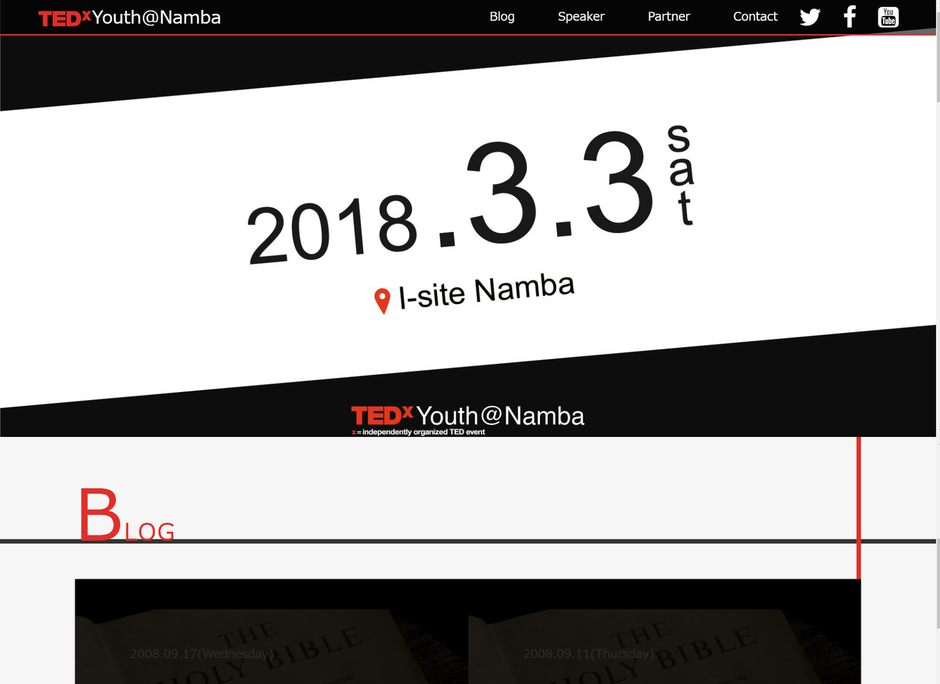 TEDxYouth@Namba Blog Speaker Partner Contact You Tube
2018.3.3 sat
I-site Namba
TEDxYouth@Namba
x = independently organized TED event
BLOG
THE THE
HOLY BIBLE HOLY BIBLE
2008.09.17(Wednesday) 2008.09.11(Thursday)